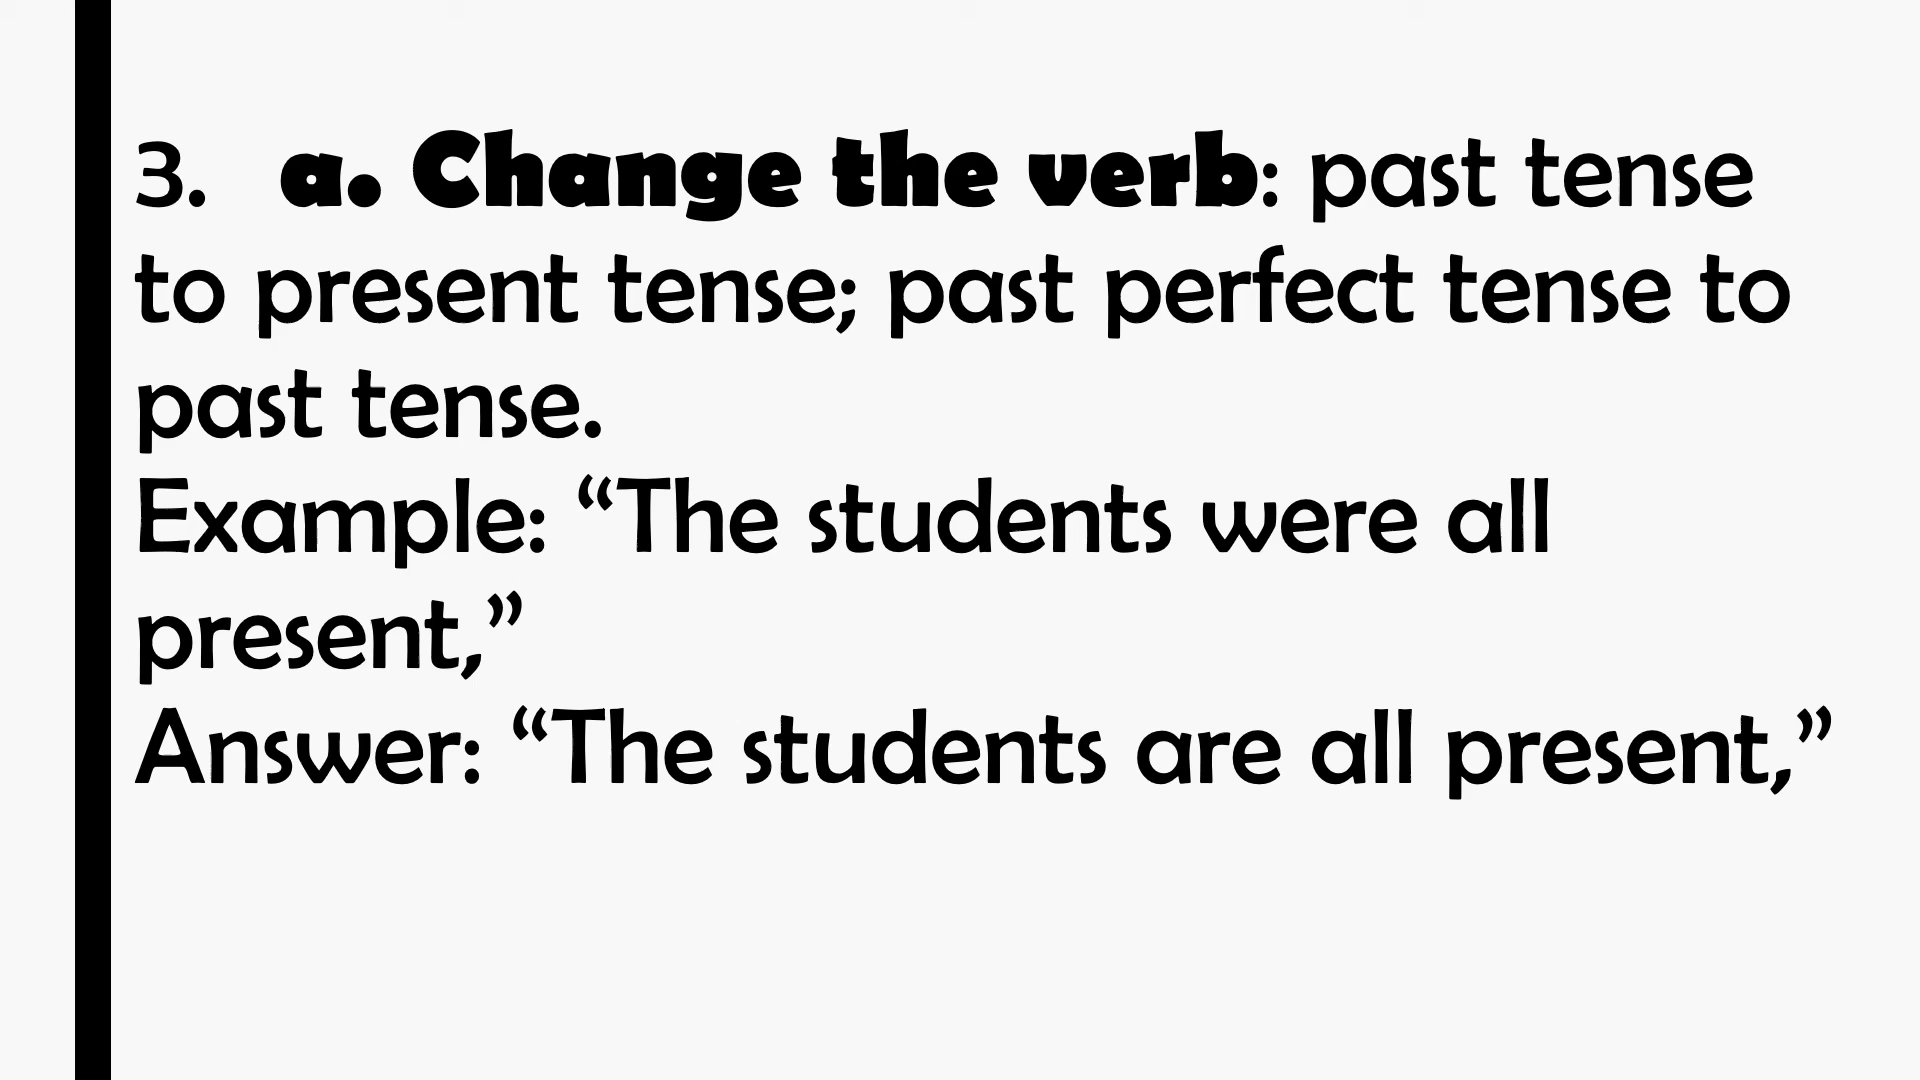 3. a. Change the verb: past tense
to present tense; past perfect tense to
past tense.
Example: “The students were all
present,”
Answer: “The students are all present,”